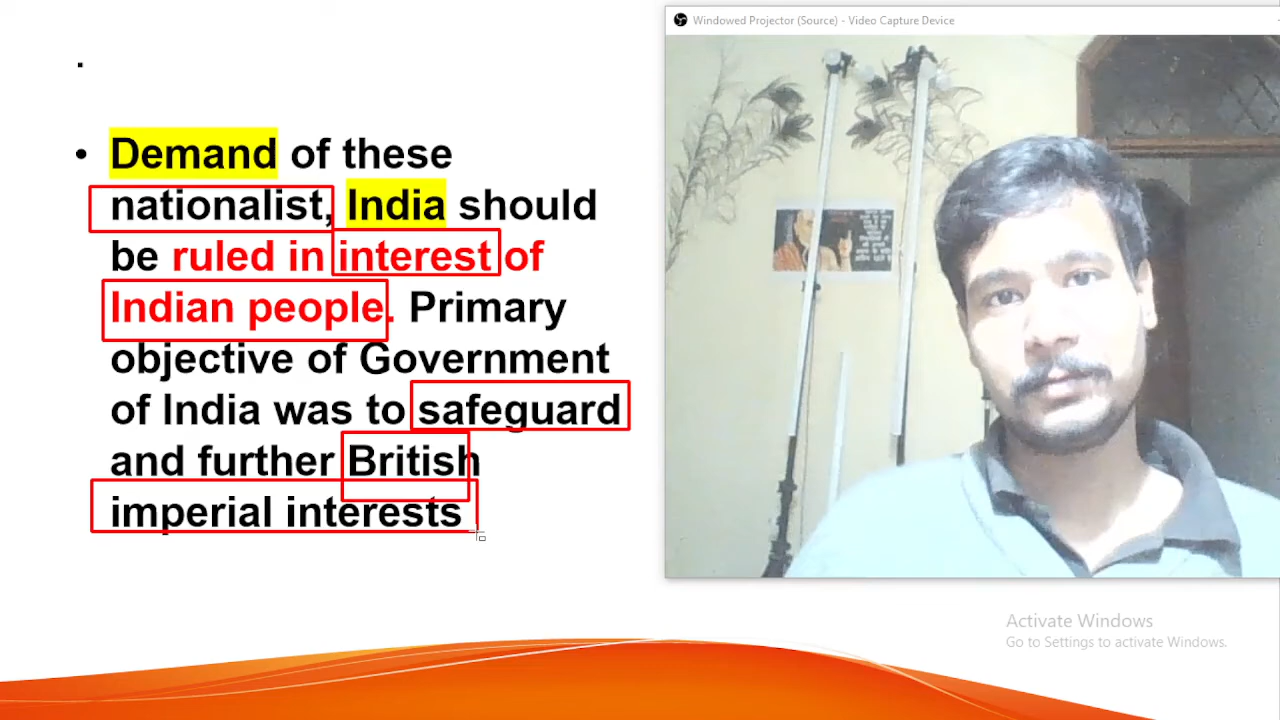 Windowed Projector (Source) - Video Capture Device
• Demand of these
nationalist, India should
be ruled in interest of
Indian people. Primary
objective of Government
of India was to safeguard
and further British
imperial interests
Activate Windows
Go to Settings to activate Windows.